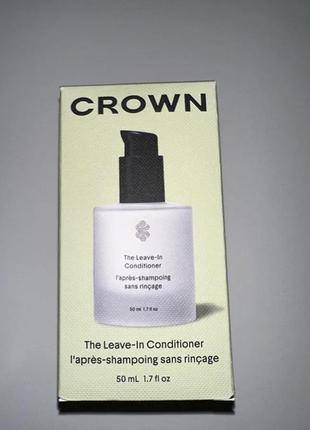 CROWN
The Leave-In
Conditioner
l'après-shampoing
sans rinçage
50 ml 1.7 fl oz
The Leave-In Conditioner
l'après-shampoing sans rinçage
50 mL 1.7 fl oz